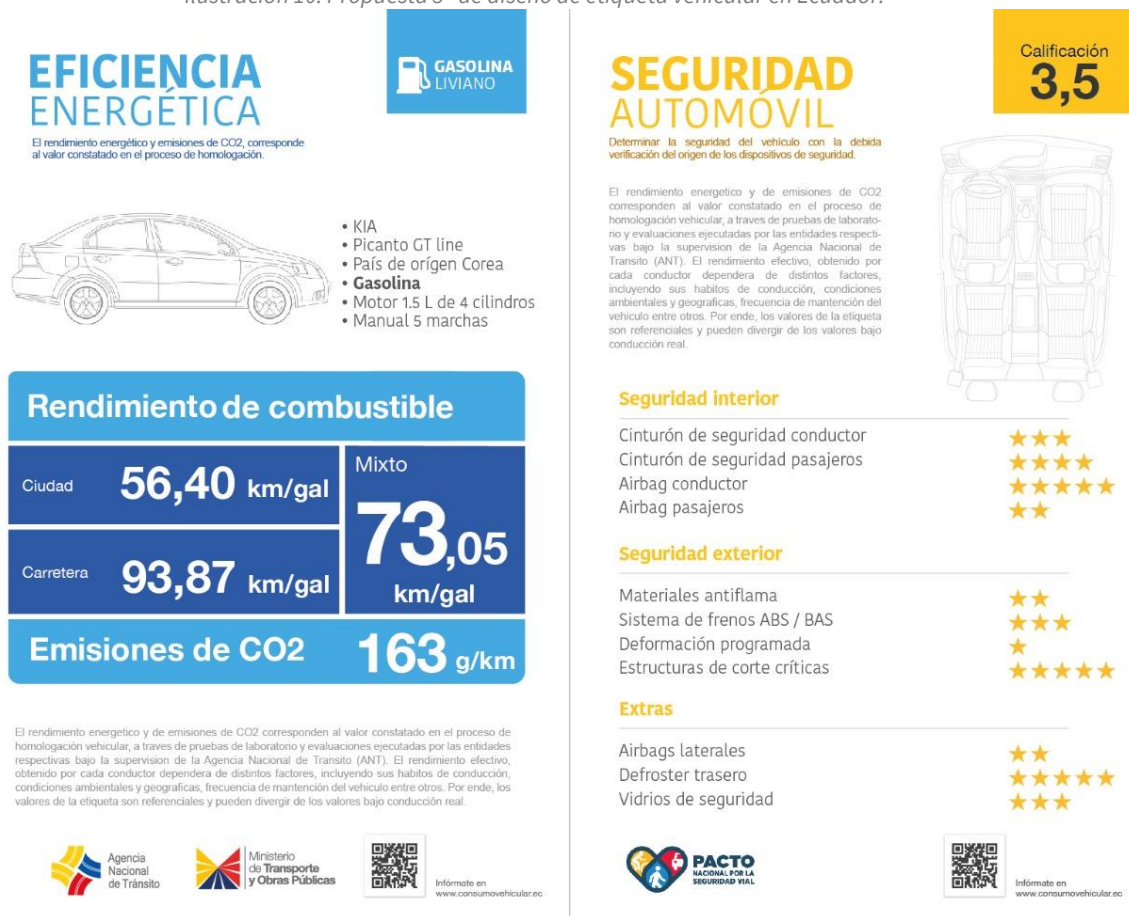 Ilustración 10: Propuesta 3ª de diseño de etiqueta vehicular en Ecuador.
EFICIENCIA
ENERGÉTICA
GASOLINA
LIVIANO
El rendimiento energético y emisiones de CO2, corresponde
al valor constatado en el proceso de homologación.
• KIA
• Picanto GT line
• País de orígen Corea
• Gasolina
• Motor 1.5 L de 4 cilindros
• Manual 5 marchas
Rendimiento de combustible
Ciudad 56,40 km/gal
Carretera 93,87 km/gal
Mixto
73,05
km/gal
Emisiones de CO2 163 g/km
El rendimiento energetico y de emisiones de CO2 corresponden al valor constatado en el proceso de
homologación vehicular, a traves de pruebas de laboratorio y evaluaciones ejecutadas por las entidades
respectivas bajo la supervision de la Agencia Nacional de Transito (ANT). El rendimiento efectivo,
obtenido por cada conductor dependera de distintos factores, incluyendo sus habitos de conducción,
condiciones ambientales y geograficas, frecuencia de mantención del vehiculo entre otros. Por ende, los
valores de la etiqueta son referenciales y pueden divergir de los valores bajo conducción real.
Agencia
Nacional
de Tránsito
Ministerio
de Transporte
y Obras Públicas
Infórmate en
www.consumovehicular.ec
SEGURIDAD
AUTOMÓVIL
Calificación
3,5
Determinar la seguridad del vehículo con la debida
verificación del origen de los dispositivos de seguridad.
El rendimiento energetico y de emisiones de CO2
corresponden al valor constatado en el proceso de
homologación vehicular, a traves de pruebas de laborato-
rio y evaluaciones ejecutadas por las entidades respecti-
vas bajo la supervision de la Agencia Nacional de
Transito (ANT). El rendimiento efectivo, obtenido por
cada conductor dependera de distintos factores,
incluyendo sus habitos de conducción, condiciones
ambientales y geograficas, frecuencia de mantención del
vehiculo entre otros. Por ende, los valores de la etiqueta
son referenciales y pueden divergir de los valores bajo
conducción real.
Seguridad interior
Cinturón de seguridad conductor ★★★
Cinturón de seguridad pasajeros ★★★★
Airbag conductor ★★★★★
Airbag pasajeros ★★
Seguridad exterior
Materiales antiflama ★★
Sistema de frenos ABS / BAS ★★★
Deformación programada ★
Estructuras de corte críticas ★★★★★
Extras
Airbags laterales ★★
Defroster trasero ★★★★★
Vidrios de seguridad ★★★
PACTO
NACIONAL POR LA
SEGURIDAD VIAL
Infórmate en
www.consumovehicular.ec